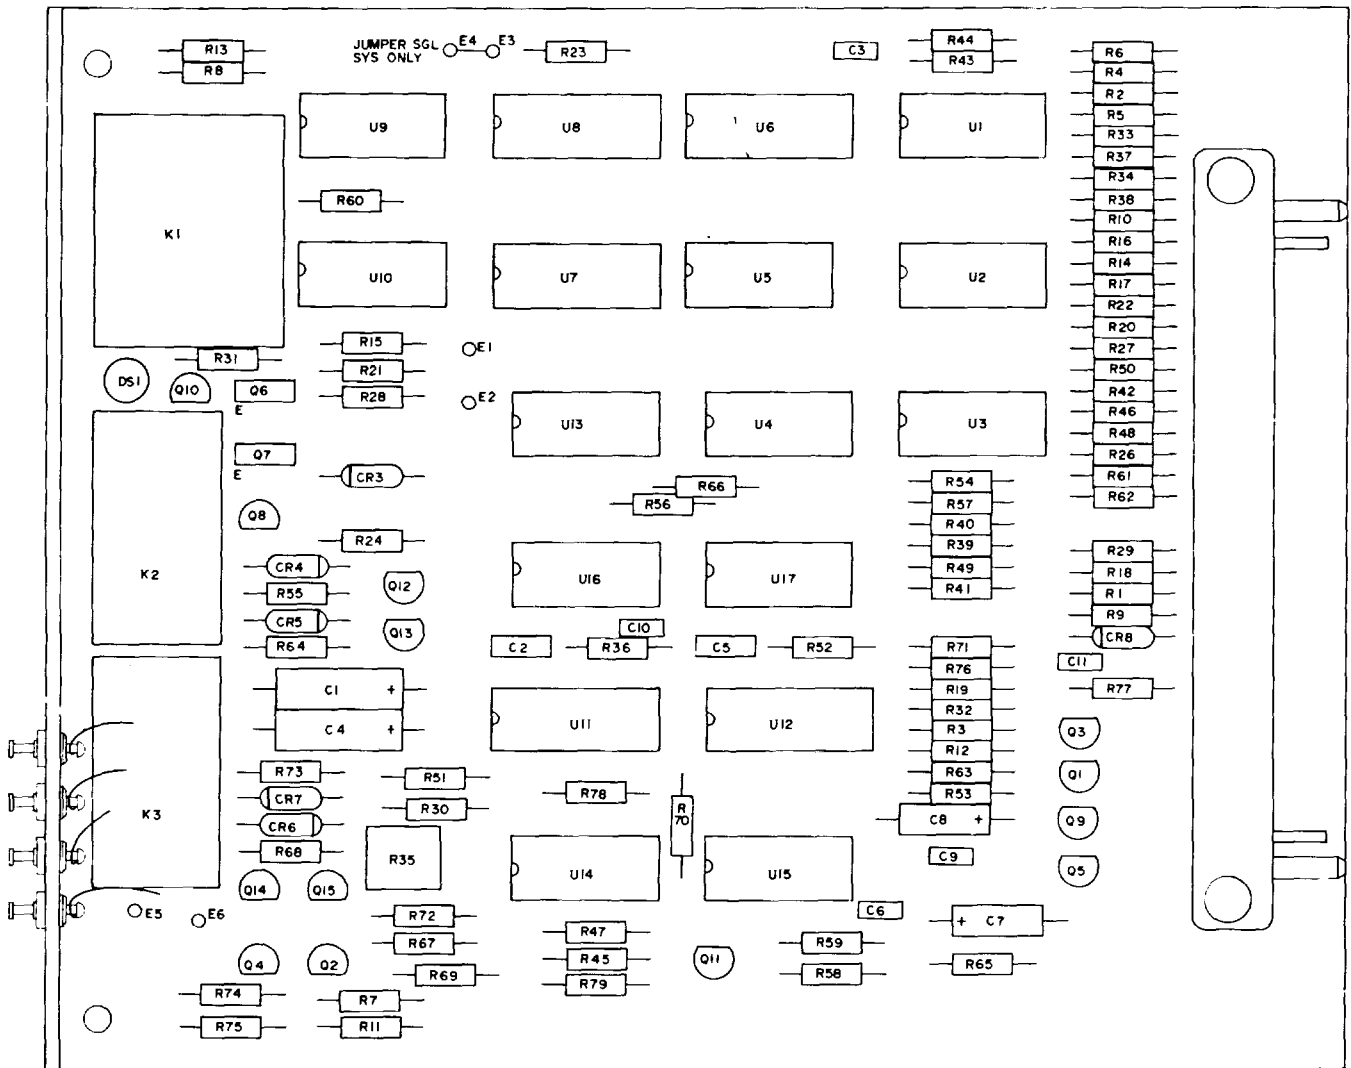 R13
R8
JUMPER SGL
SYS ONLY
E4
E3
R23
C3
R44
R43
R6
R4
R2
R5
R33
R37
R34
R38
R10
R16
R14
R17
R22
R20
R27
R50
R42
R46
R48
R26
R61
R62
U9
U8
U6
U1
K1
R60
U10
U7
U5
U2
R15
R21
R28
E1
E2
R31
DS1
Q10
Q6
E
Q7
E
U13
U4
U3
CR3
R66
R56
R54
R57
R40
R39
R49
R41
Q8
R24
K2
CR4
R55
CR5
R64
Q12
Q13
U16
U17
R29
R18
R1
R9
CR8
C11
R77
C2
C10
R36
C5
R52
R71
R76
R19
R32
R3
R12
R63
R53
C8 +
C9
C1 +
C4 +
U11
U12
Q3
Q1
Q9
Q5
K3
R73
CR7
CR6
R68
R51
R30
R35
R78
R
70
U14
U15
Q14
Q15
E5
E6
R72
R67
R69
R47
R45
R79
Q11
C6
+ C7
R59
R58
R65
Q4
Q2
R74
R75
R7
R11